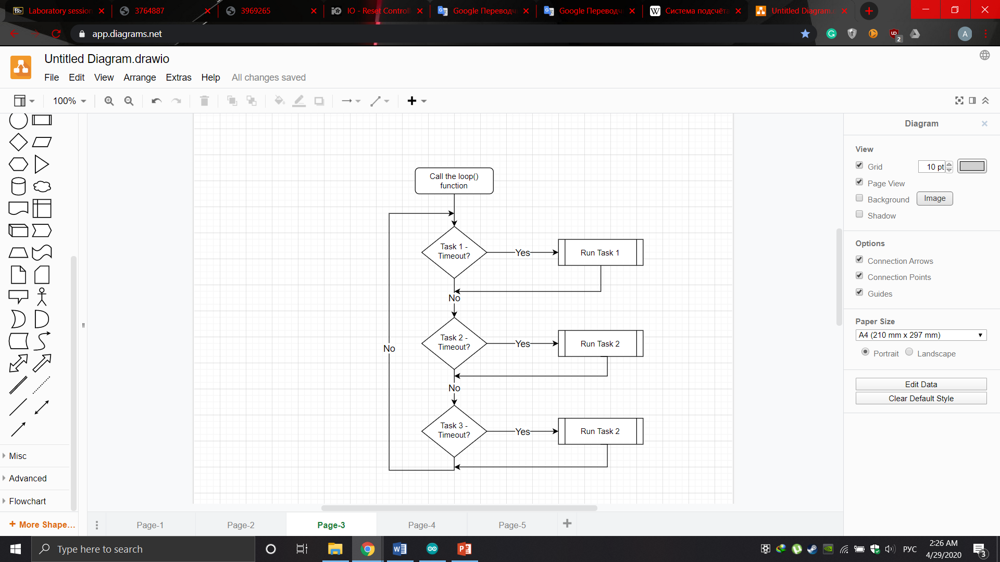 Laboratory session
3764887
3969265
IO - Reset Controll
Google Переводч
Google Переводч
Система подсчёта
Untitled Diagram.
app.diagrams.net
A
2
Untitled Diagram.drawio
File Edit View Arrange Extras Help All changes saved
100%
Diagram
View
Grid 10 pt
Page View
Background Image
Shadow
Options
Connection Arrows
Connection Points
Guides
Paper Size
A4 (210 mm x 297 mm)
Portrait Landscape
Edit Data
Clear Default Style
Call the loop()
function
Task 1 -
Timeout?
Yes
Run Task 1
No
Task 2 -
Timeout?
Yes
Run Task 2
No
No
Task 3 -
Timeout?
Yes
Run Task 2
Misc
Advanced
Flowchart
+ More Shape...
Page-1 Page-2 Page-3 Page-4 Page-5
Type here to search
РУС
2:26 AM
4/29/2020
3